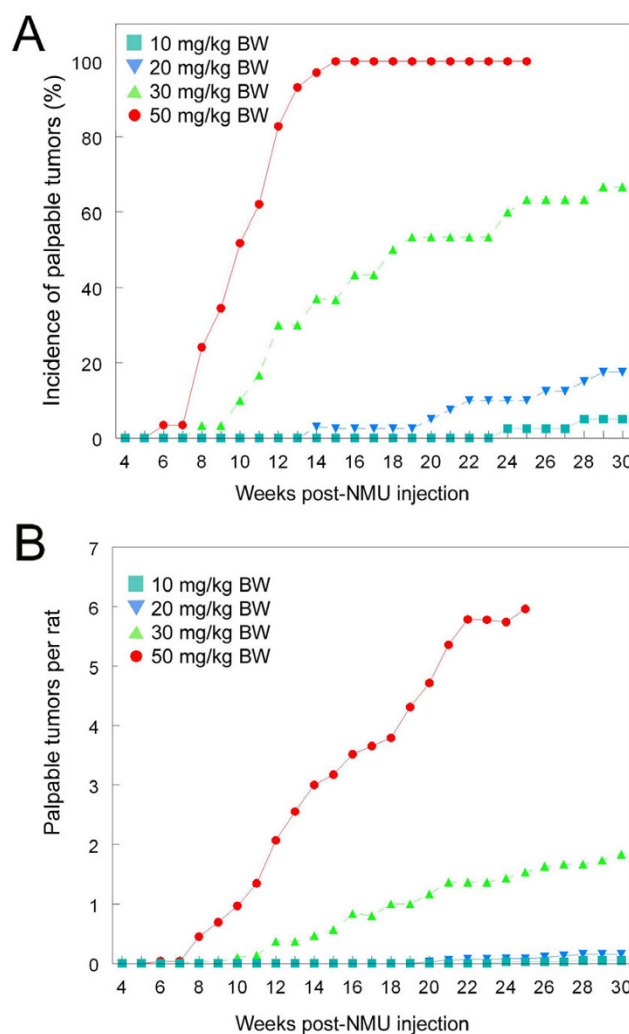 A
10 mg/kg BW
20 mg/kg BW
30 mg/kg BW
50 mg/kg BW
Incidence of palpable tumors (%)
100
80
60
40
20
0
4 6 8 10 12 14 16 18 20 22 24 26 28 30
Weeks post-NMU injection
B
10 mg/kg BW
20 mg/kg BW
30 mg/kg BW
50 mg/kg BW
Palpable tumors per rat
7
6
5
4
3
2
1
0
4 6 8 10 12 14 16 18 20 22 24 26 28 30
Weeks post-NMU injection